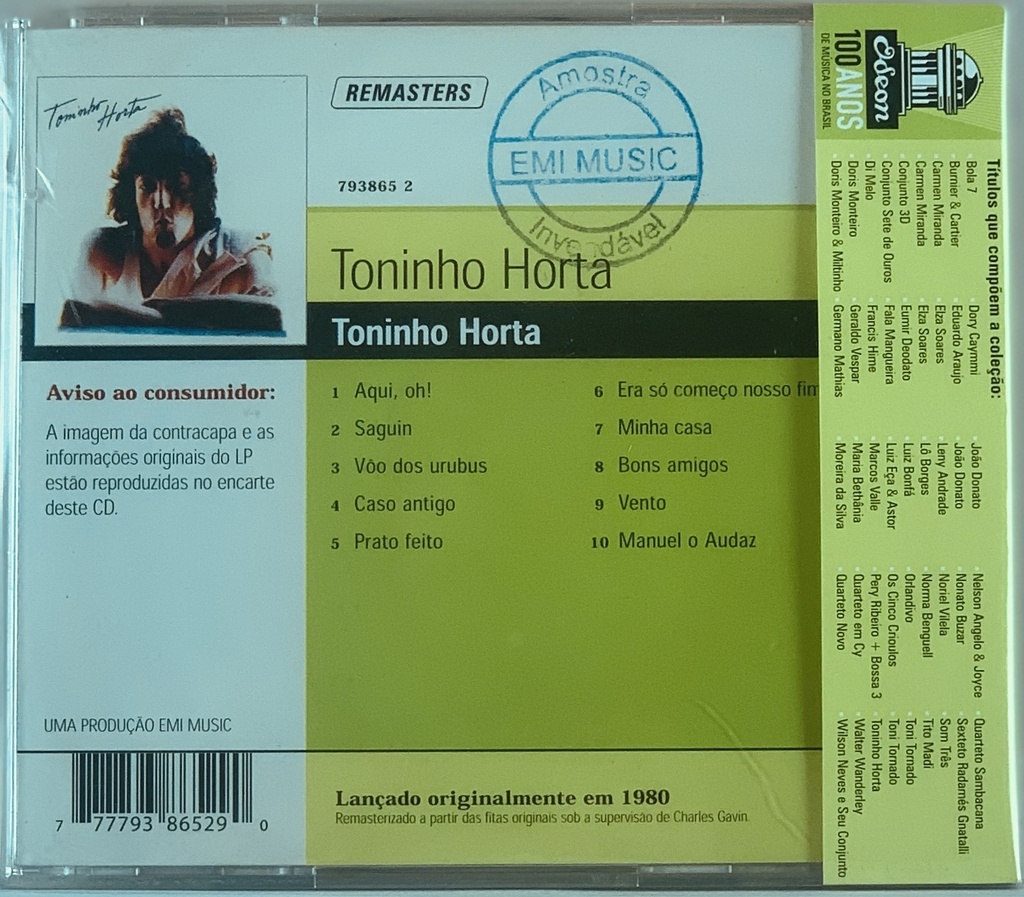 Toninho Horta
REMASTERS
793865 2
Amostra
EMI MUSIC
Invendável
Toninho Horta
Toninho Horta
Aviso ao consumidor:
A imagem da contracapa e as
informações originais do LP
estão reproduzidas no encarte
deste CD.
1 Aqui, oh!
2 Saguin
3 Vôo dos urubus
4 Caso antigo
5 Prato feito
6 Era só começo nosso fim
7 Minha casa
8 Bons amigos
9 Vento
10 Manuel o Audaz
UMA PRODUÇÃO EMI MUSIC
7 77793 86529 0
Lançado originalmente em 1980
Remasterizado a partir das fitas originais sob a supervisão de Charles Gavin.
Odeon
100 ANOS
DE MÚSICA NO BRASIL
Títulos que compõem a coleção:
• Bola 7
• Burnier & Cartier
• Carmen Miranda
• Carmen Miranda
• Conjunto 3D
• Conjunto Sete de Ouros
• Di Melo
• Doris Monteiro
• Doris Monteiro & Miltinho
• Dory Caymmi
• Eduardo Araujo
• Elza Soares
• Elza Soares
• Eumir Deodato
• Fala Mangueira
• Francis Hime
• Geraldo Vespar
• Germano Mathias
• João Donato
• João Donato
• Leny Andrade
• Lô Borges
• Luiz Bonfá
• Luiz Eça & Astor
• Marcos Valle
• Maria Bethânia
• Moreira da Silva
• Nelson Angelo & Joyce
• Nonato Buzar
• Noriel Vilela
• Norma Benguell
• Orlandivo
• Os Cinco Crioulos
• Pery Ribeiro + Bossa 3
• Quarteto em Cy
• Quarteto Novo
• Quarteto Sambacana
• Sexteto Radamés Gnatalli
• Som Três
• Tito Madi
• Toni Tornado
• Toni Tornado
• Toninho Horta
• Walter Wanderley
• Wilson Neves e Seu Conjunto